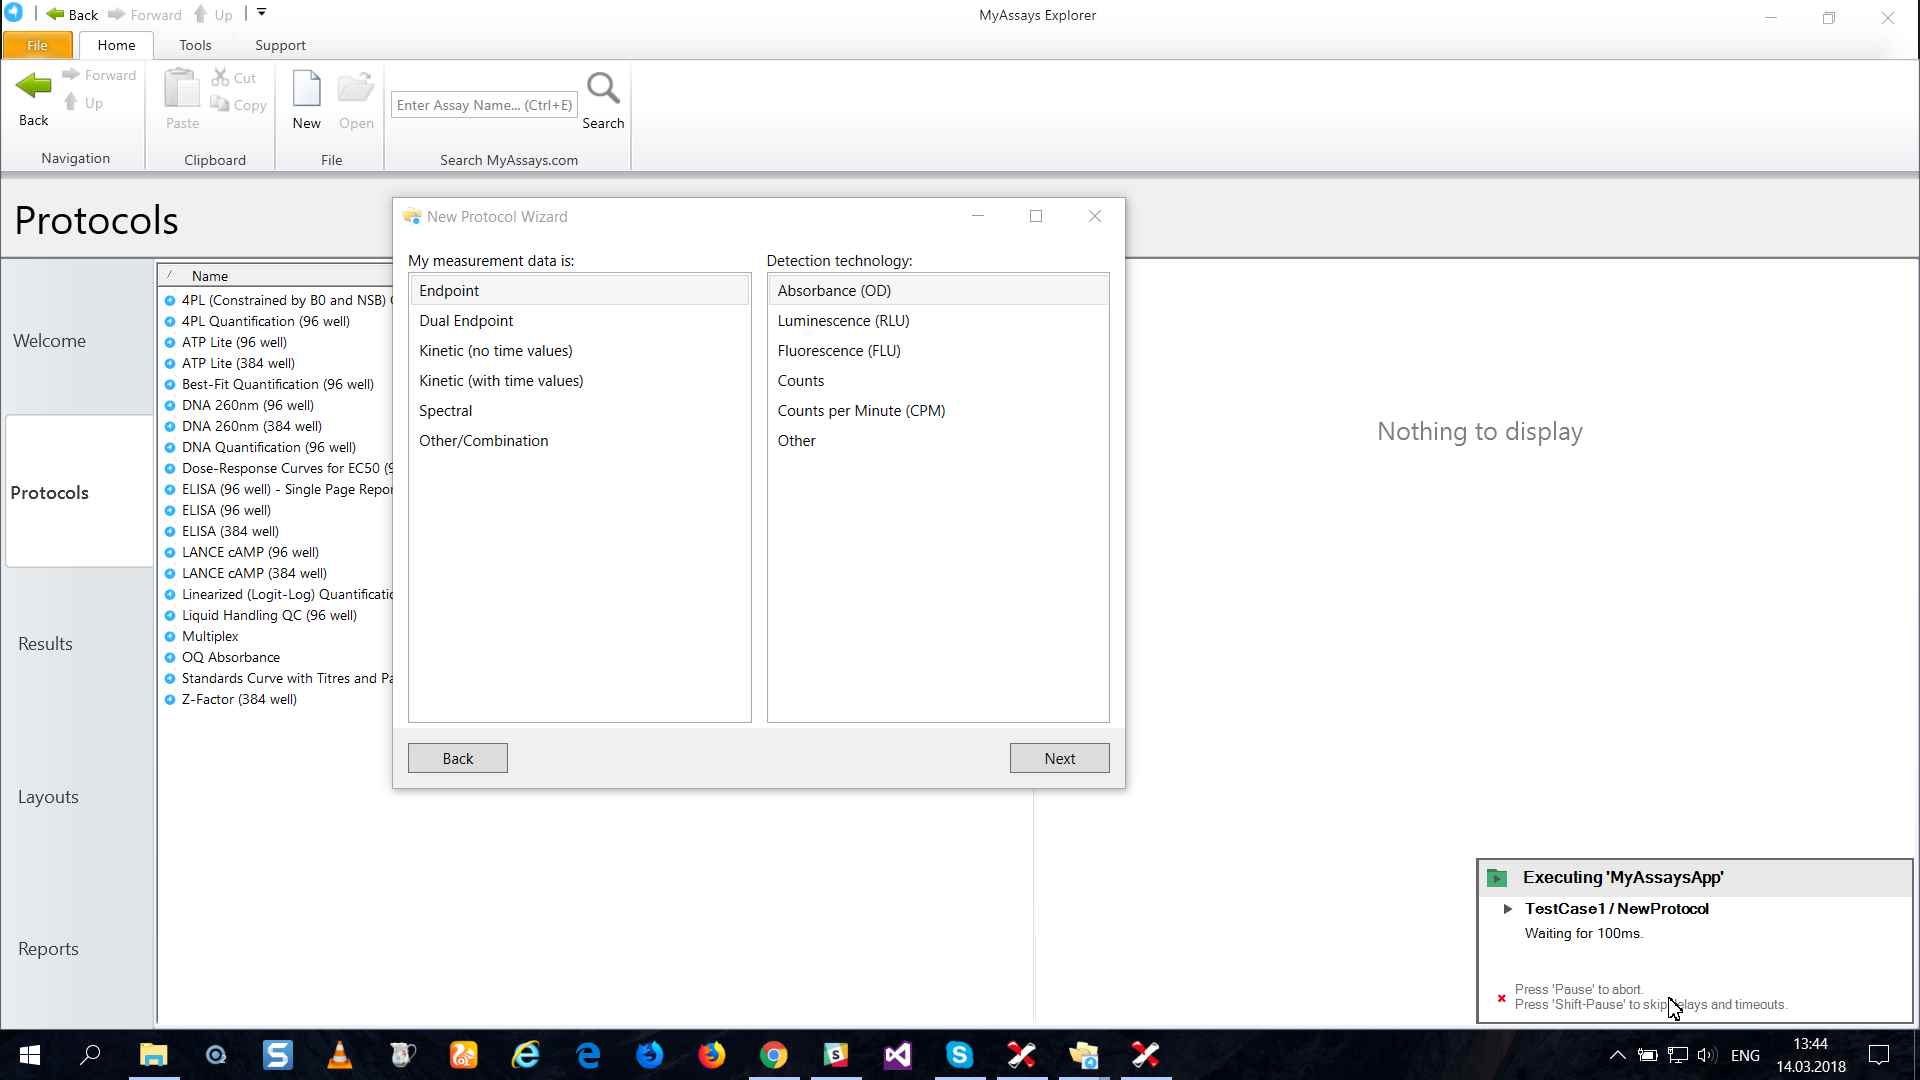 Back Forward Up
MyAssays Explorer
File Home Tools Support
Back
Forward
Up
Navigation
Paste
Cut
Copy
Clipboard
New
Open
File
Enter Assay Name... (Ctrl+E)
Search
Search MyAssays.com
Protocols
Welcome
Protocols
Results
Layouts
Reports
Name
4PL (Constrained by B0 and NSB)
4PL Quantification (96 well)
ATP Lite (96 well)
ATP Lite (384 well)
Best-Fit Quantification (96 well)
DNA 260nm (96 well)
DNA 260nm (384 well)
DNA Quantification (96 well)
Dose-Response Curves for EC50
ELISA (96 well) - Single Page Repor
ELISA (96 well)
ELISA (384 well)
LANCE cAMP (96 well)
LANCE cAMP (384 well)
Linearized (Logit-Log) Quantificatio
Liquid Handling QC (96 well)
Multiplex
OQ Absorbance
Standards Curve with Titres and Pa
Z-Factor (384 well)
New Protocol Wizard
My measurement data is:
Endpoint
Dual Endpoint
Kinetic (no time values)
Kinetic (with time values)
Spectral
Other/Combination
Detection technology:
Absorbance (OD)
Luminescence (RLU)
Fluorescence (FLU)
Counts
Counts per Minute (CPM)
Other
Back
Next
Nothing to display
Executing 'MyAssaysApp'
TestCase1 / NewProtocol
Waiting for 100ms.
Press 'Pause' to abort.
Press 'Shift-Pause' to skip delays and timeouts.
ENG
13:44
14.03.2018